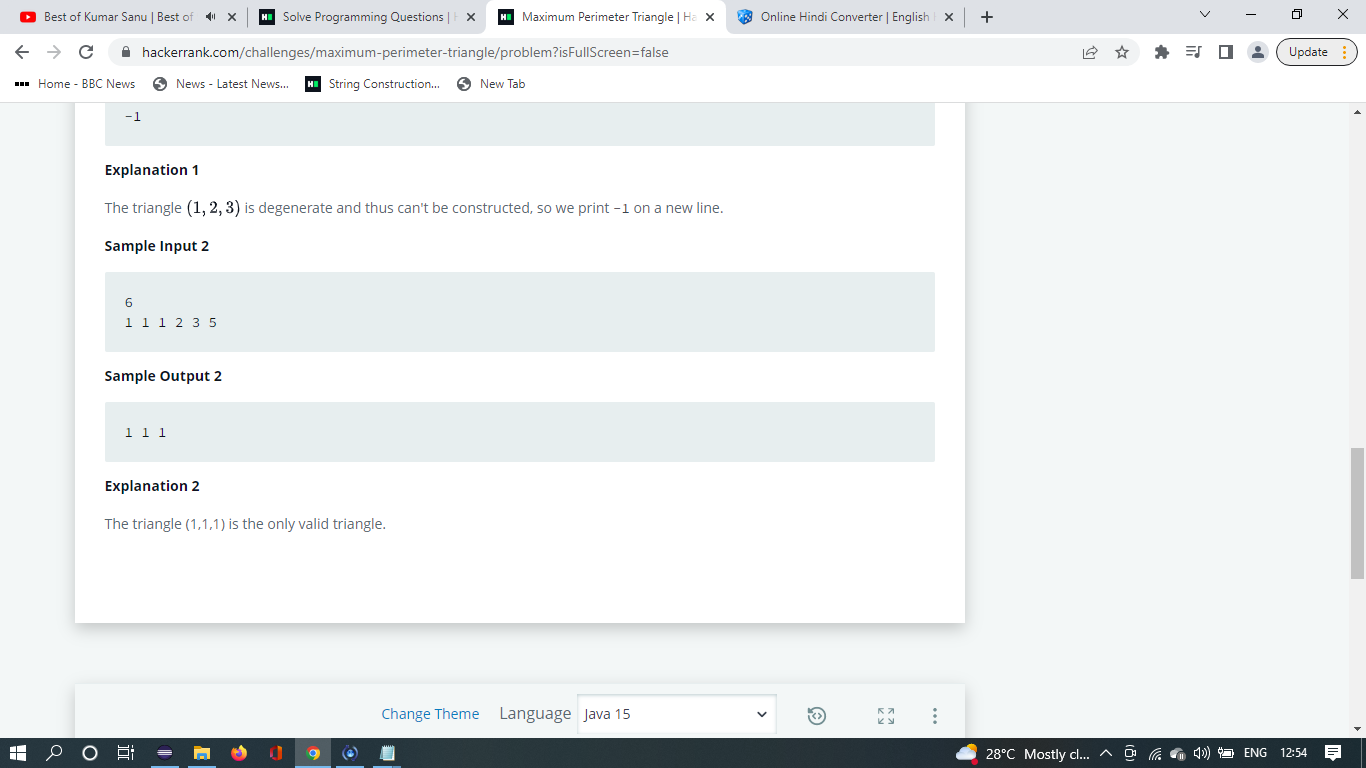 Best of Kumar Sanu | Best of
Solve Programming Questions |
Maximum Perimeter Triangle | Ha
Online Hindi Converter | English
hackerrank.com/challenges/maximum-perimeter-triangle/problem?isFullScreen=false
Update
Home - BBC News
News - Latest News...
String Construction...
New Tab
-1
Explanation 1
The triangle (1, 2, 3) is degenerate and thus can't be constructed, so we print -1 on a new line.
Sample Input 2
6
1 1 1 2 3 5
Sample Output 2
1 1 1
Explanation 2
The triangle (1,1,1) is the only valid triangle.
Change Theme Language Java 15
28°C Mostly cl... ENG 12:54